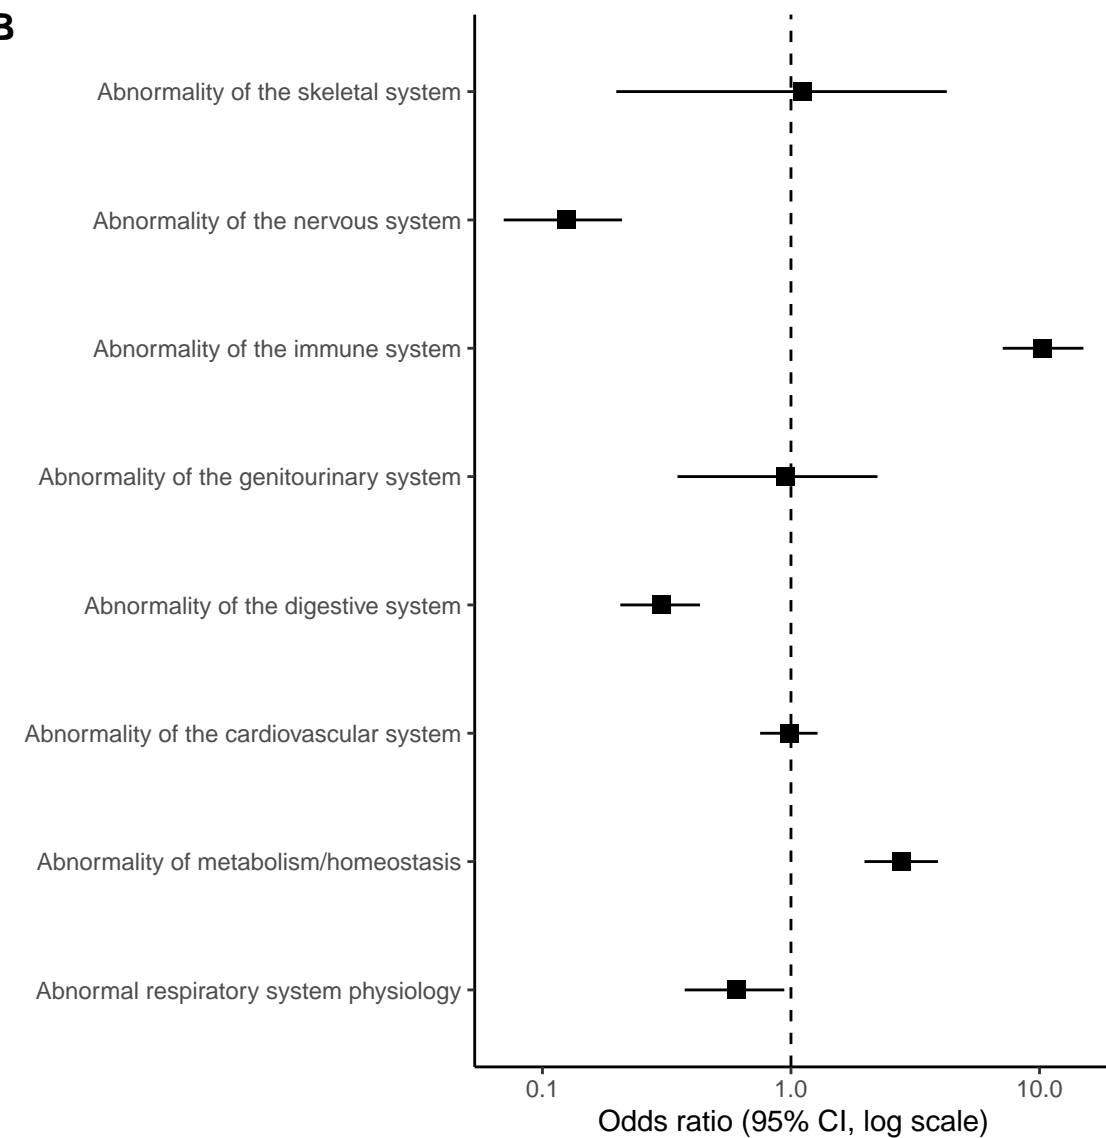 B
Abnormality of the skeletal system
Abnormality of the nervous system
Abnormality of the immune system
Abnormality of the genitourinary system
Abnormality of the digestive system
Abnormality of the cardiovascular system
Abnormality of metabolism/homeostasis
Abnormal respiratory system physiology
0.1 1.0 10.0
Odds ratio (95% CI, log scale)